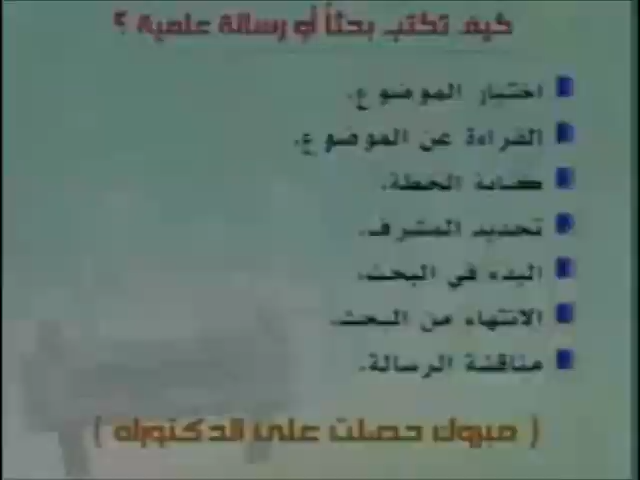 كيف تكتب بحثاً أو رسالة علمية ؟
اختيار الموضوع.
القراءة عن الموضوع.
كتابة الخطة.
تحديد المشرف.
البدء في البحث.
الانتهاء من البحث.
مناقشة الرسالة.
( مبروك حصلت على الدكتوراه )